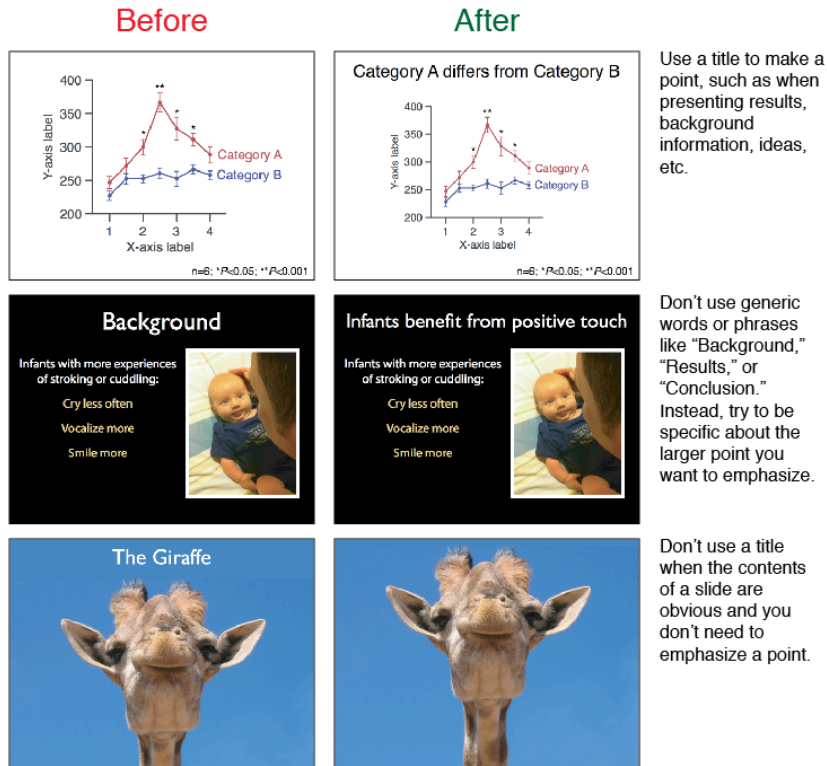 Before
After
400
350
300
250
200
Y-axis label
**
*
*
*
Category A
Category B
1
2
3
4
X-axis label
n=6; *P<0.05; **P<0.001
Category A differs from Category B
400
350
300
250
200
Y-axis label
**
*
*
*
Category A
Category B
1
2
3
4
X-axis label
n=6; *P<0.05; **P<0.001
Use a title to make a
point, such as when
presenting results,
background
information, ideas,
etc.
Background
Infants with more experiences
of stroking or cuddling:
Cry less often
Vocalize more
Smile more
Infants benefit from positive touch
Infants with more experiences
of stroking or cuddling:
Cry less often
Vocalize more
Smile more
Don’t use generic
words or phrases
like “Background,”
“Results,” or
“Conclusion.”
Instead, try to be
specific about the
larger point you
want to emphasize.
The Giraffe
Don’t use a title
when the contents
of a slide are
obvious and you
don’t need to
emphasize a point.